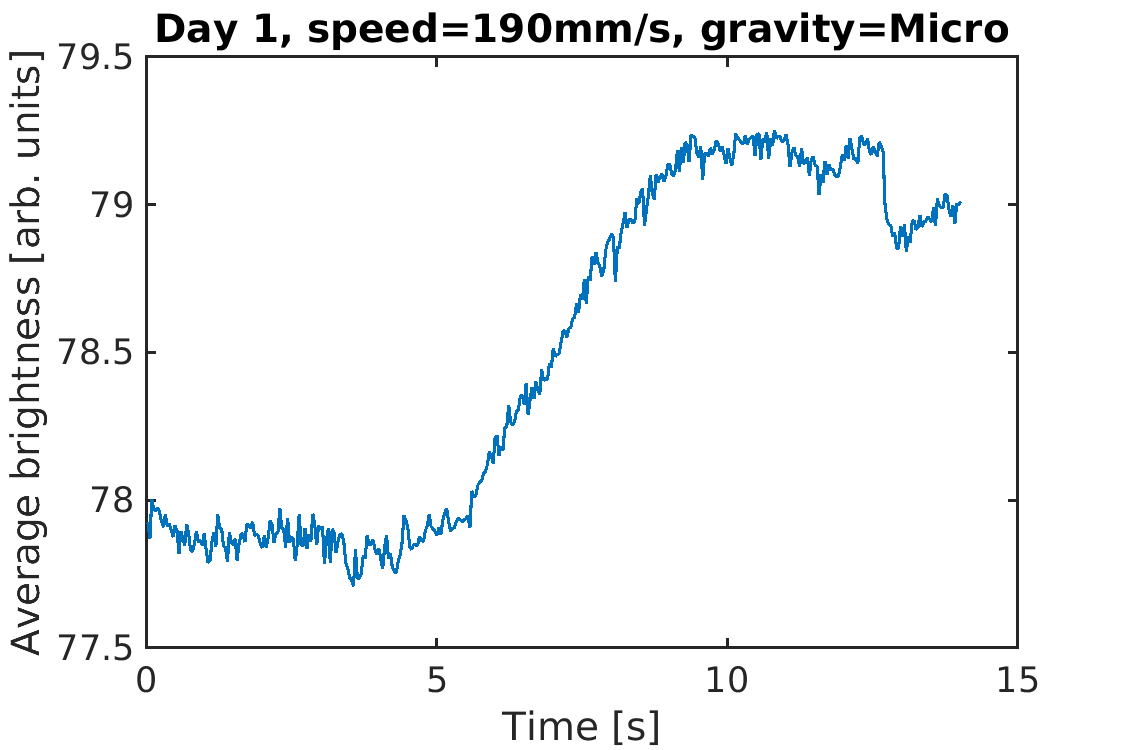 Day 1, speed=190mm/s, gravity=Micro
Average brightness [arb. units]
79.5
79
78.5
78
77.5
0 5 10 15
Time [s]